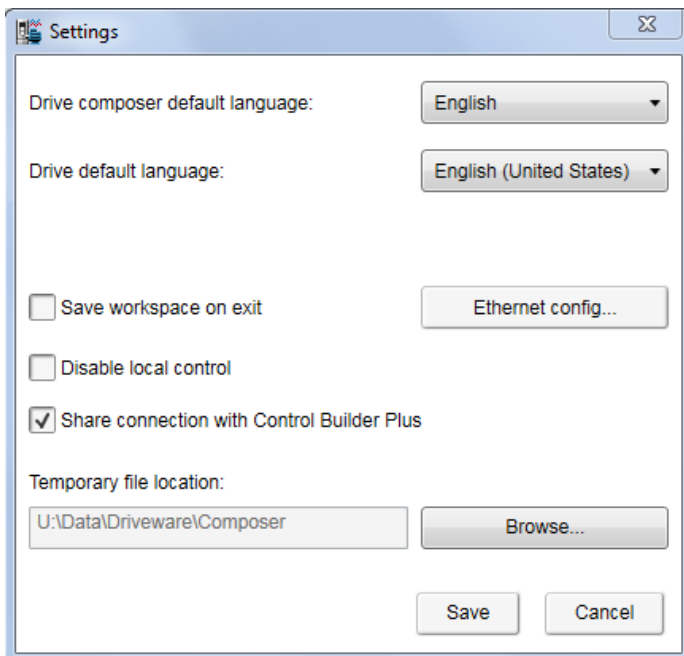 Settings
Drive composer default language: English
Drive default language: English (United States)
Save workspace on exit Ethernet config...
Disable local control
Share connection with Control Builder Plus
Temporary file location:
U:\Data\Driveware\Composer Browse...
Save Cancel